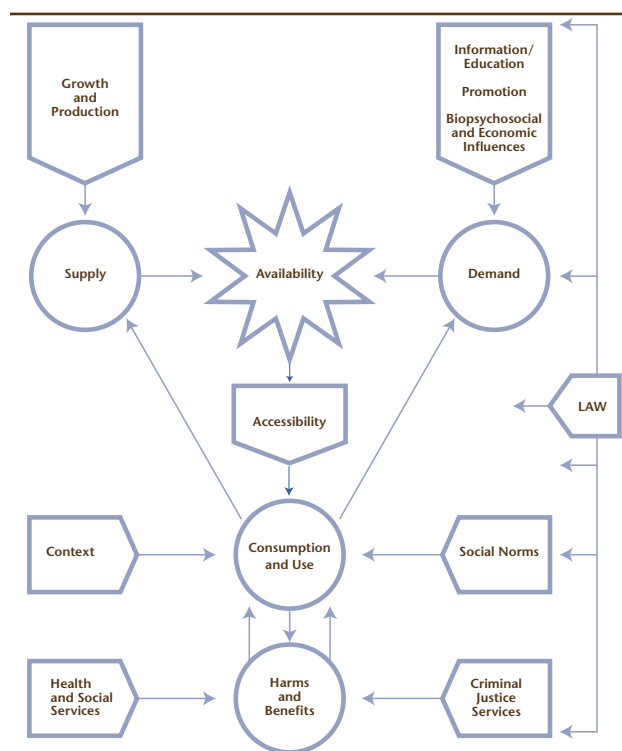 Growth
and
Production
Information/
Education
Promotion
Biopsychosocial
and Economic
Influences
Supply
Availability
Demand
LAW
Accessibility
Context
Consumption
and Use
Social Norms
Health
and Social
Services
Harms
and
Benefits
Criminal
Justice
Services